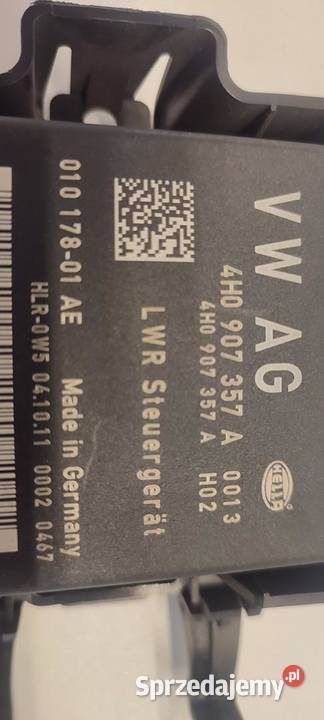 VW AG
4H0 907 357 A 0013
4H0 907 357 A H02
HELLA
LWR Steuergerät
010 178-01 AE Made in Germany
HLR-0W5 04.10.11 0002 0467
Sprzedajemy.pl